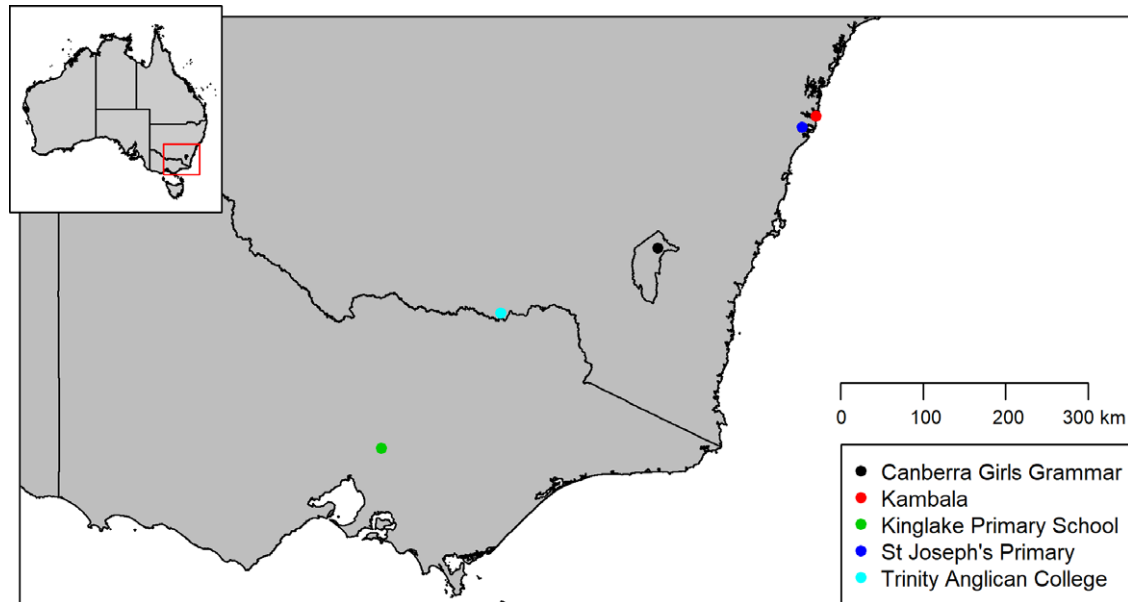 0 100 200 300 km
Canberra Girls Grammar
Kambala
Kinglake Primary School
St Joseph's Primary
Trinity Anglican College